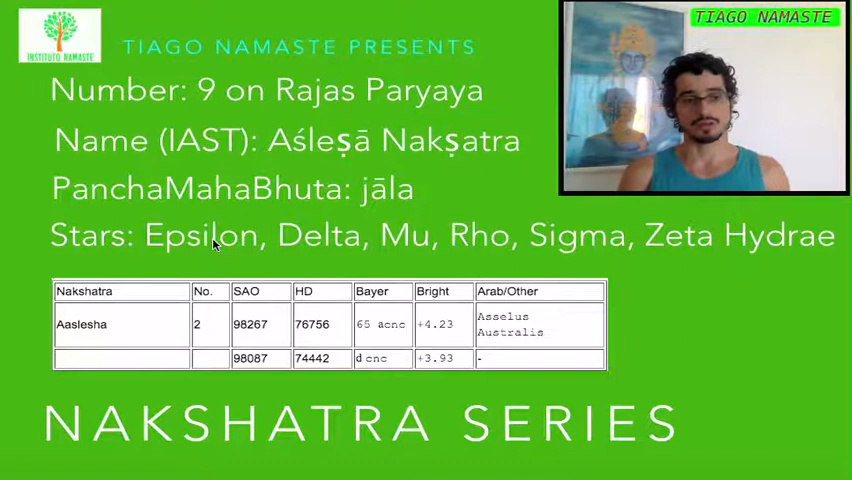 TIAGO NAMASTE PRESENTS
INSTITUTO NAMASTE
TIAGO NAMASTE
Number: 9 on Rajas Paryaya
Name (IAST): Aśleṣā Nakṣatra
PanchaMahaBhuta: jāla
Stars: Epsilon, Delta, Mu, Rho, Sigma, Zeta Hydrae
Nakshatra No. SAO HD Bayer Bright Arab/Other
Aaslesha 2 98267 76756 65 acnc +4.23 Asselus Australis
98087 74442 d cnc +3.93 -
NAKSHATRA SERIES